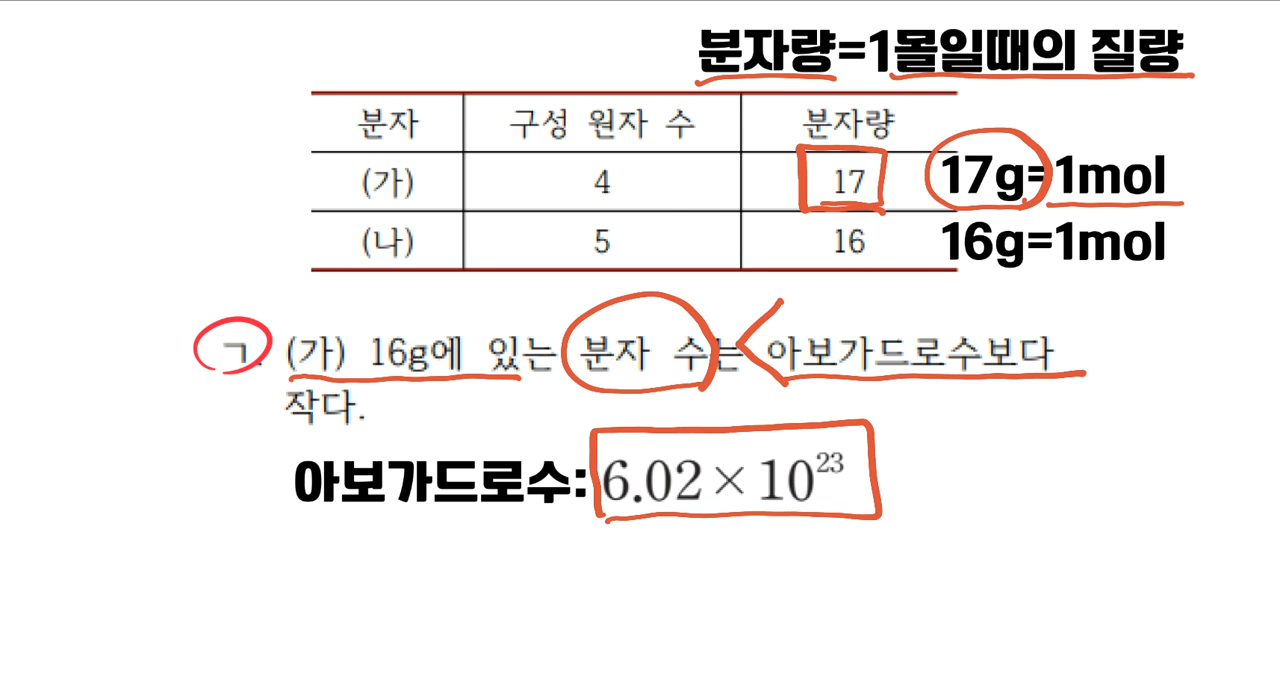 분자량=1몰일때의 질량
분자 구성 원자 수 분자량
(가) 4 17 17g=1mol
(나) 5 16 16g=1mol
ㄱ. (가) 16g에 있는 분자 수는 < 아보가드로수보다
작다.
아보가드로수: 6.02×10²³